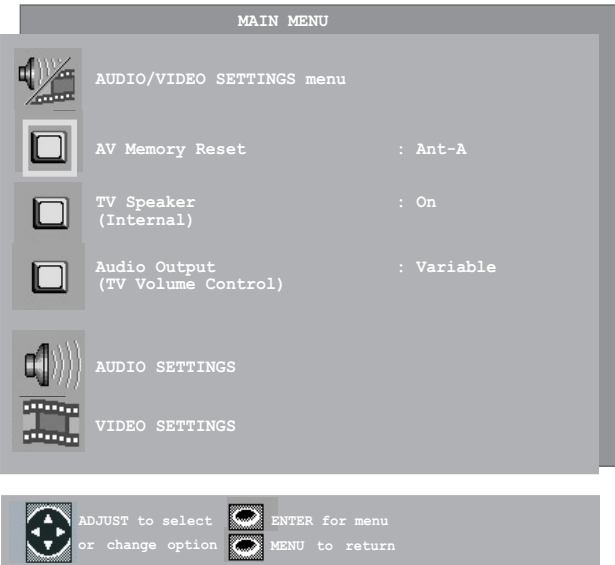 MAIN MENU
AUDIO/VIDEO SETTINGS menu
AV Memory Reset : Ant-A
TV Speaker : On
(Internal)
Audio Output : Variable
(TV Volume Control)
AUDIO SETTINGS
VIDEO SETTINGS
ADJUST to select ENTER for menu
or change option MENU to return